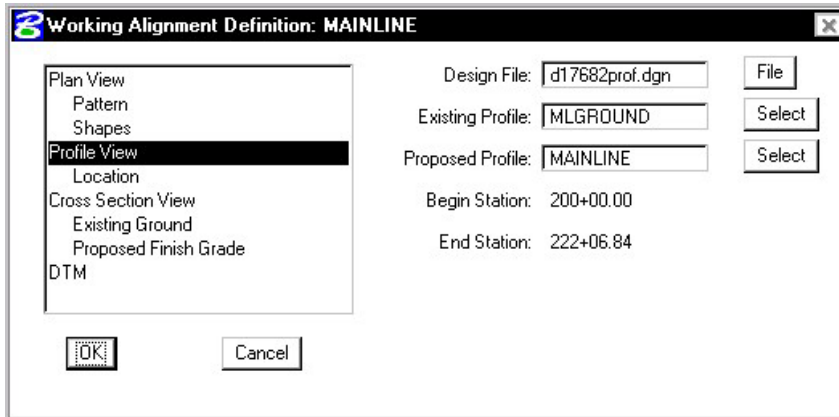 Working Alignment Definition: MAINLINE
Plan View
Pattern
Shapes
Profile View
Location
Cross Section View
Existing Ground
Proposed Finish Grade
DTM
Design File: d17682prof.dgn File
Existing Profile: MLGROUND Select
Proposed Profile: MAINLINE Select
Begin Station: 200+00.00
End Station: 222+06.84
OK Cancel